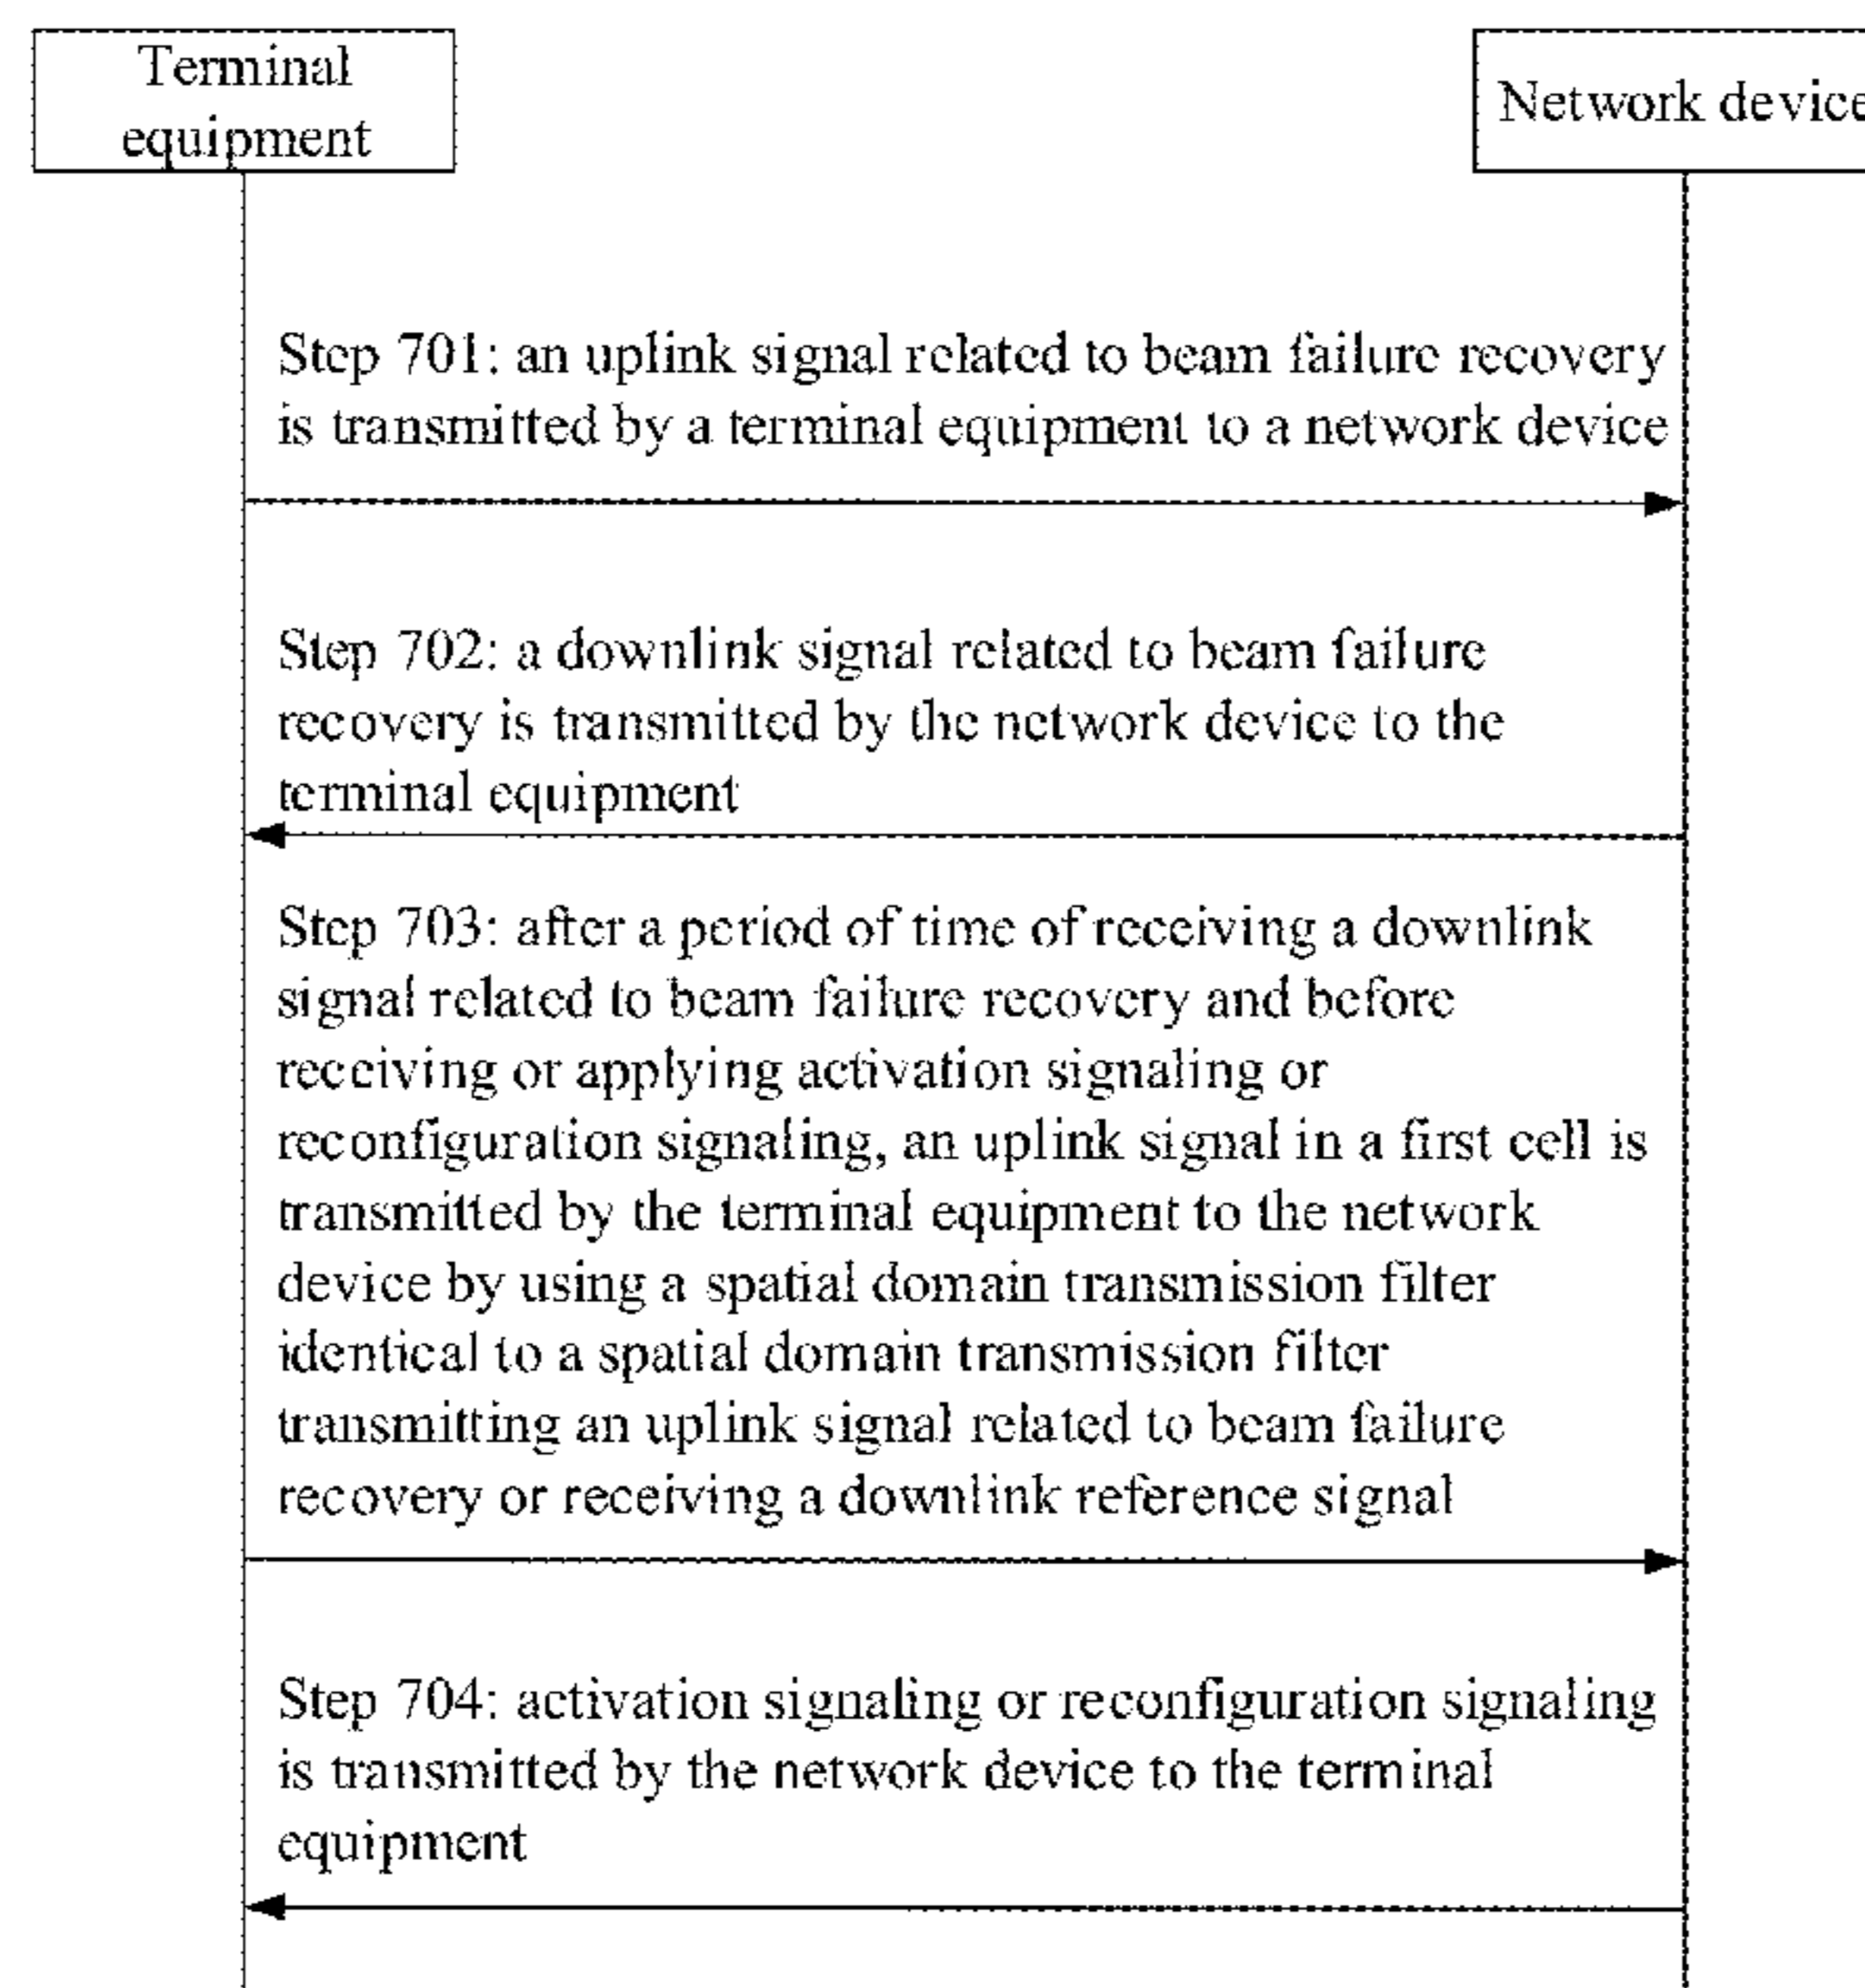 Terminal
equipment
Network device
Step 701: an uplink signal related to beam failure recovery
is transmitted by a terminal equipment to a network device
Step 702: a downlink signal related to beam failure
recovery is transmitted by the network device to the
terminal equipment
Step 703: after a period of time of receiving a downlink
signal related to beam failure recovery and before
receiving or applying activation signaling or
reconfiguration signaling, an uplink signal in a first cell is
transmitted by the terminal equipment to the network
device by using a spatial domain transmission filter
identical to a spatial domain transmission filter
transmitting an uplink signal related to beam failure
recovery or receiving a downlink reference signal
Step 704: activation signaling or reconfiguration signaling
is transmitted by the network device to the terminal
equipment